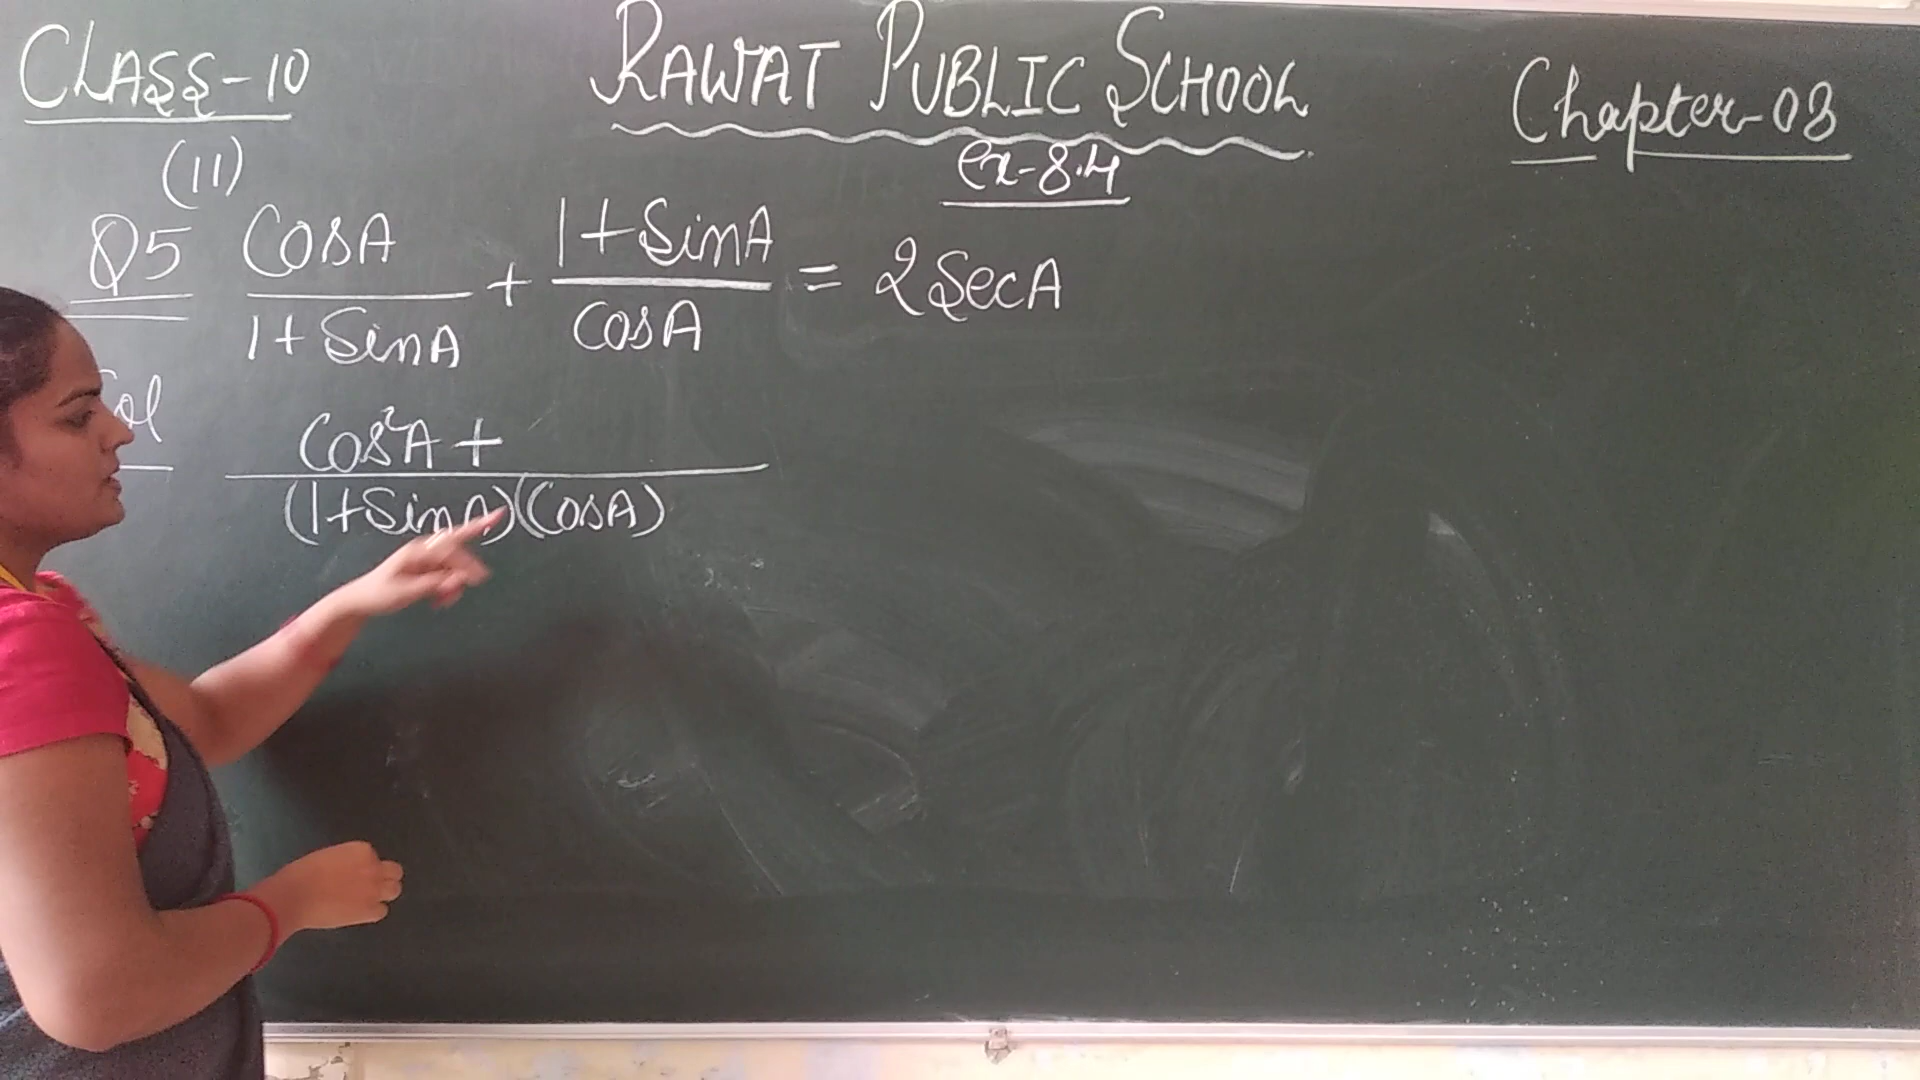 CLASS-10 RAWAT PUBLIC SCHOOL Chapter-08
ex-8.4
(11)
Q5 CosA/1+SinA + 1+SinA/CosA = 2SecA
Sol Cos²A +/(1+SinA)(CosA)